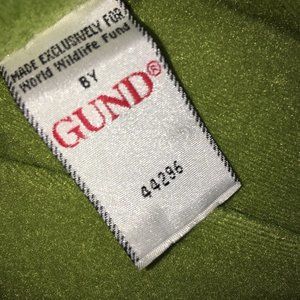 MADE EXCLUSIVELY FOR
World Wildlife Fund
BY
GUND®
44296